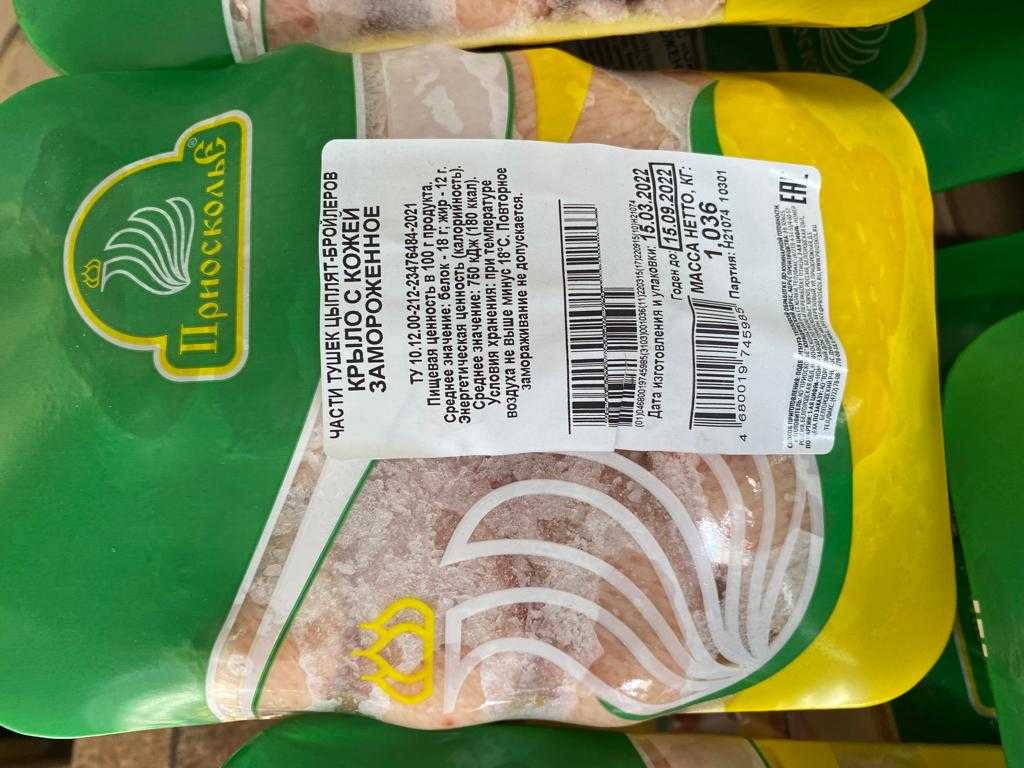 Приосколье®
ЧАСТИ ТУШЕК ЦЫПЛЯТ-БРОЙЛЕРОВ
КРЫЛО С КОЖЕЙ
ЗАМОРОЖЕННОЕ
ТУ 10.12.00-212-23476484-2021
Пищевая ценность в 100 г продукта.
Среднее значение: белок - 18 г; жир - 12 г.
Энергетическая ценность (калорийность).
Среднее значение: 750 кДж (180 ккал).
Условия хранения: при температуре
воздуха не выше минус 18°С. Повторное
замораживание не допускается.
Дата изготовления и упаковки: 15.03.2022
Годен до: 15.09.2022
МАССА НЕТТО, КГ:
1.036
Партия: Н21074 10301
4 680019 745985
EAC